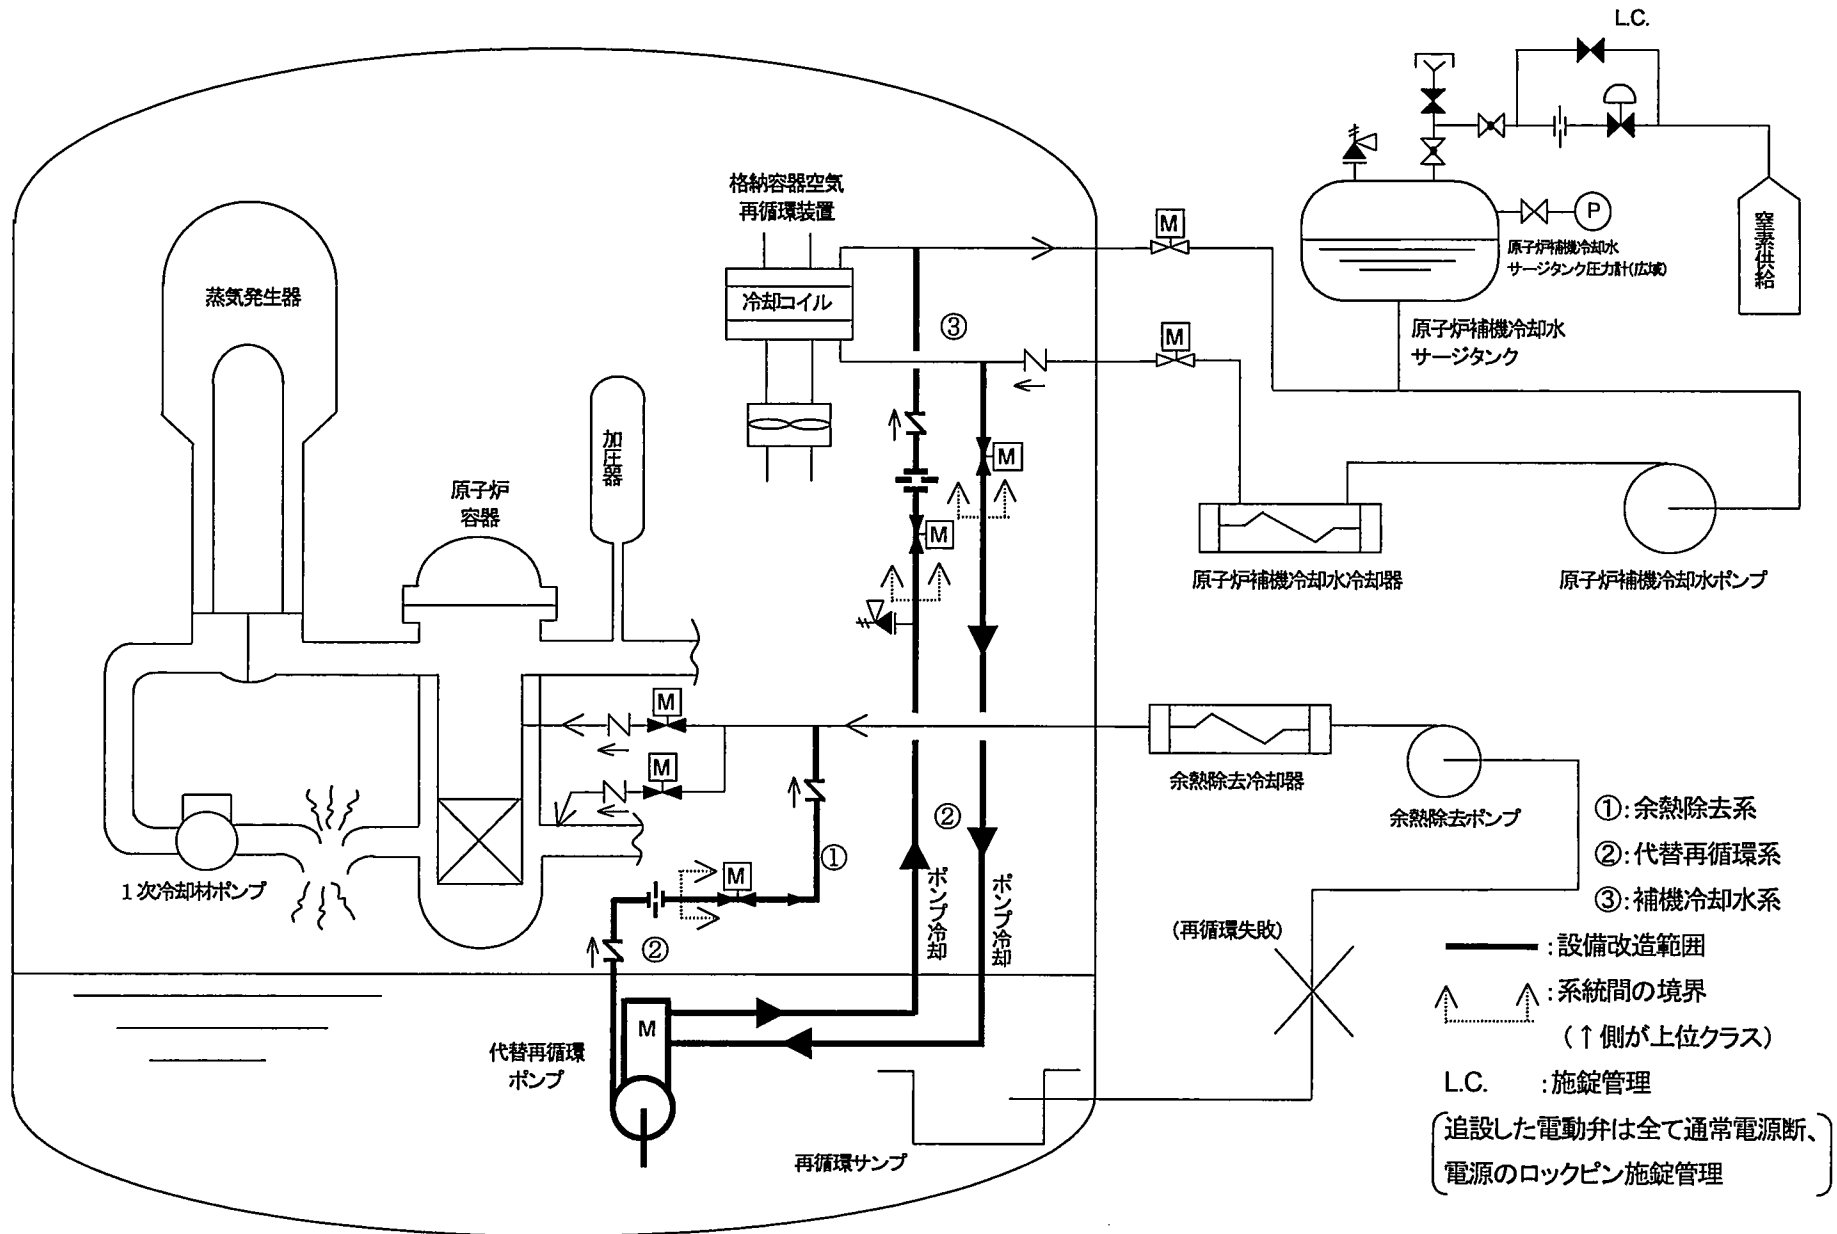 L.C.
格納容器空気
再循環装置
M
P
窒素供給
原子炉補機冷却水
サージタンク圧力計(広域)
蒸気発生器
冷却コイル
③
M
原子炉補機冷却水
サージタンク
加圧器
M
原子炉
容器
M
原子炉補機冷却水冷却器
原子炉補機冷却水ポンプ
M
M
余熱除去冷却器
余熱除去ポンプ
①:余熱除去系
②
②:代替再循環系
①
M
1次冷却材ポンプ
ポンプ冷却
ポンプ冷却
③:補機冷却水系
(再循環失敗)
②
:設備改造範囲
:系統間の境界
(↑側が上位クラス)
M
代替再循環
ポンプ
L.C. :施錠管理
追設した電動弁は全て通常電源断、
再循環サンプ
電源のロックピン施錠管理